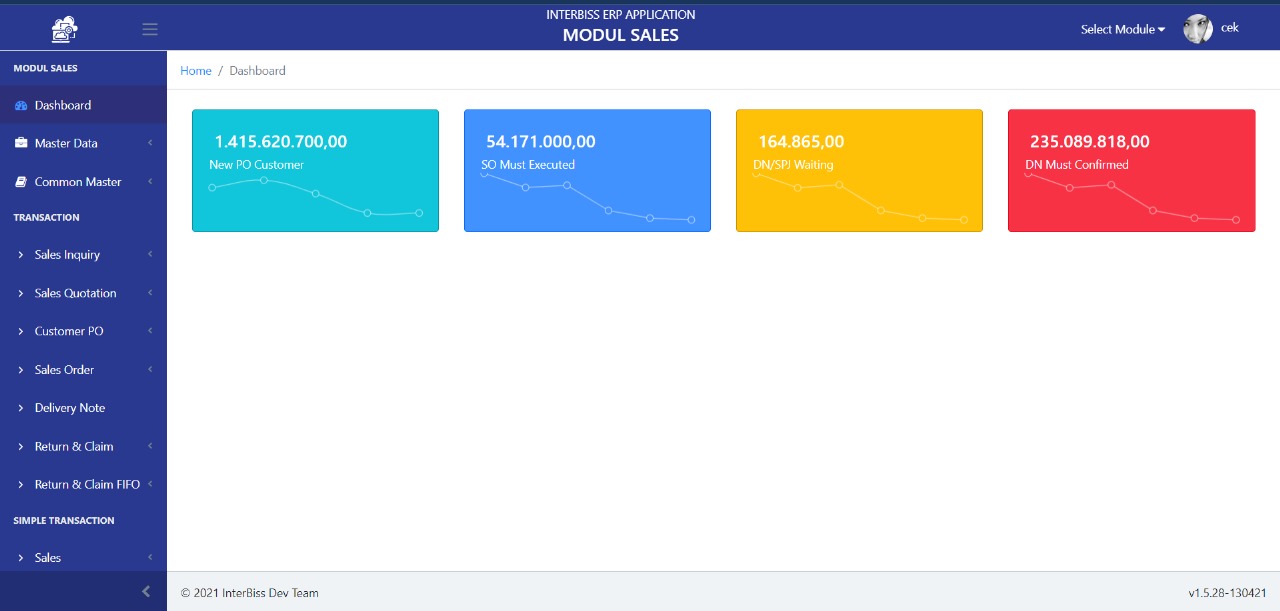 INTERBISS ERP APPLICATION
MODUL SALES
Select Module
cek
MODUL SALES
Dashboard
Master Data
Common Master
TRANSACTION
Sales Inquiry
Sales Quotation
Customer PO
Sales Order
Delivery Note
Return & Claim
Return & Claim FIFO
SIMPLE TRANSACTION
Sales
Home / Dashboard
1.415.620.700,00
New PO Customer
54.171.000,00
SO Must Executed
164.865,00
DN/SPJ Waiting
235.089.818,00
DN Must Confirmed
© 2021 InterBiss Dev Team
v1.5.28-130421